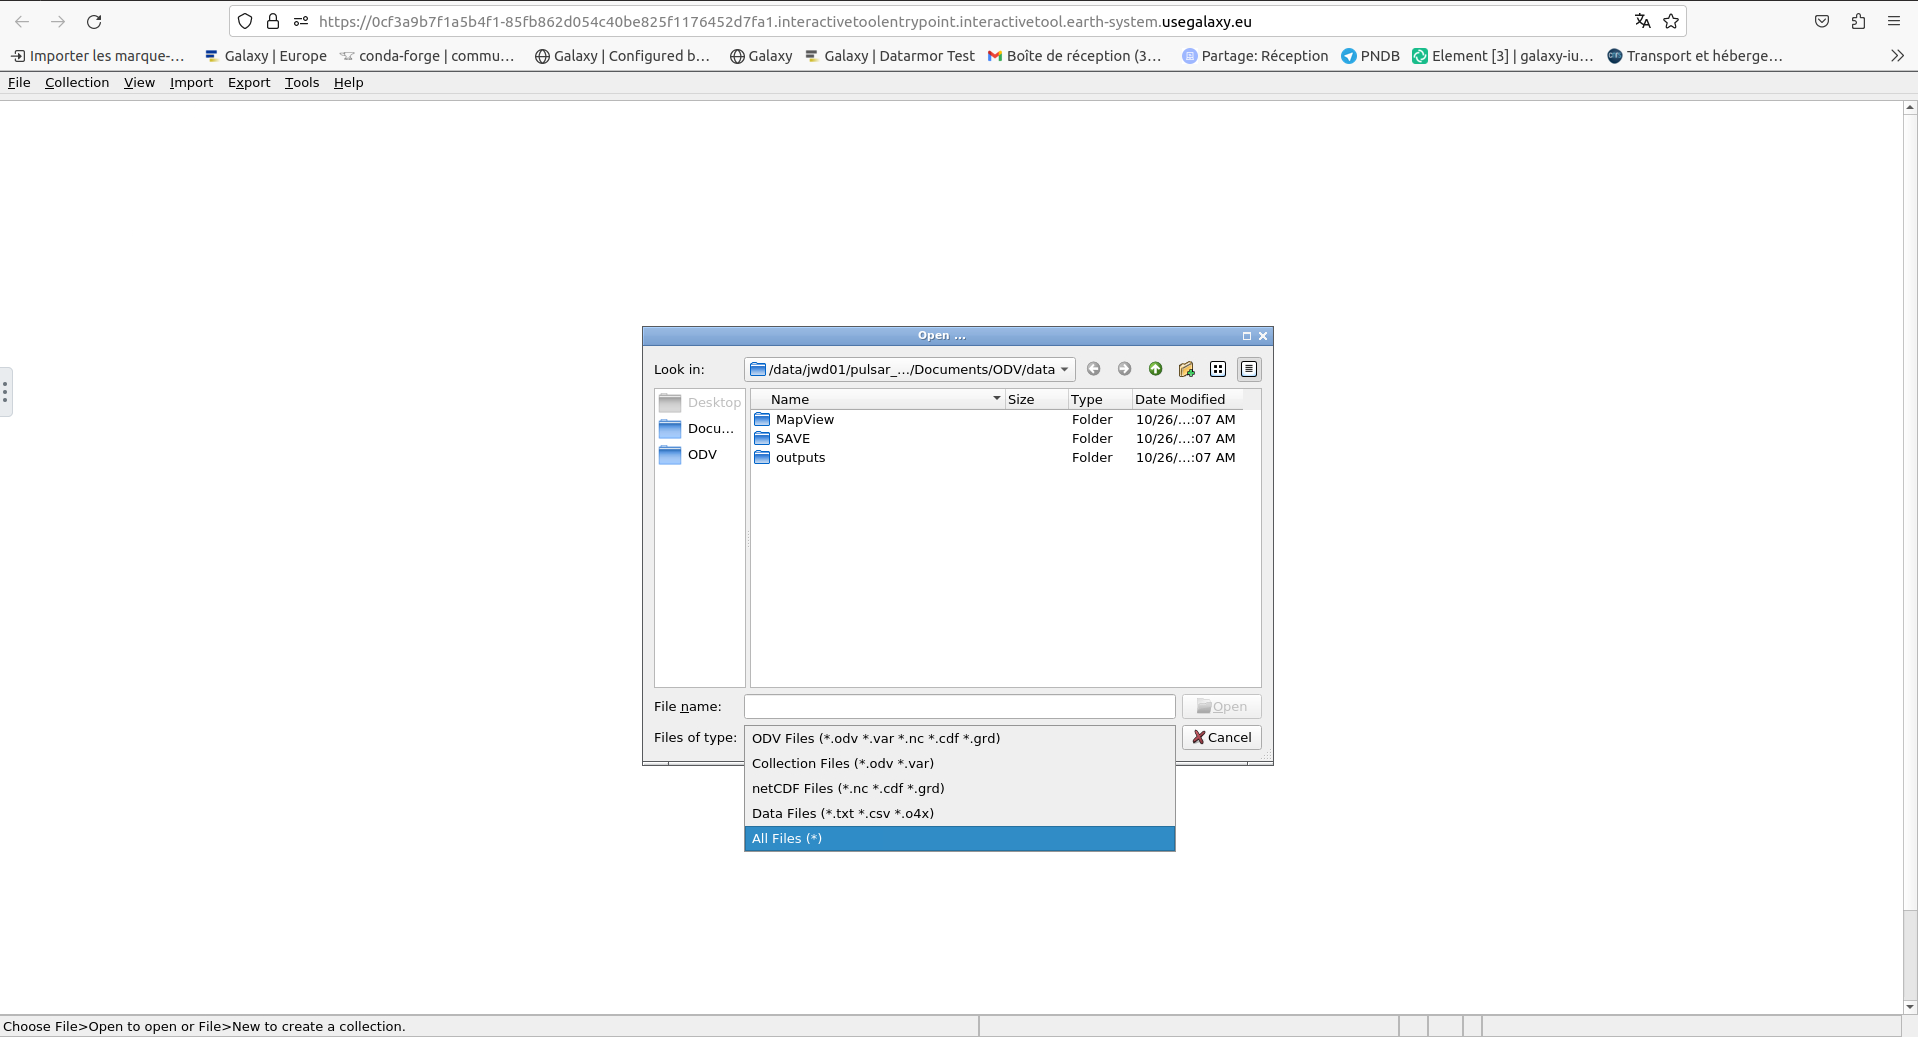 https://0cf3a9b7f1a5b4f1-85fb862d054c40be825f1176452d7fa1.interactivetoolentrypoint.interactivetool.earth-system.usegalaxy.eu
Importer les marque-… Galaxy | Europe conda-forge | commu… Galaxy | Configured b… Galaxy Galaxy | Datarmor Test Boîte de réception (3… Partage: Réception PNDB Element [3] | galaxy-iu… Transport et héberge…
File Collection View Import Export Tools Help
Open ...
Look in: /data/jwd01/pulsar_.../Documents/ODV/data
Name Size Type Date Modified
Desktop
Docu...
ODV
MapView Folder 10/26/...:07 AM
SAVE Folder 10/26/...:07 AM
outputs Folder 10/26/...:07 AM
File name: Open
Files of type: Cancel
ODV Files (*.odv *.var *.nc *.cdf *.grd)
Collection Files (*.odv *.var)
netCDF Files (*.nc *.cdf *.grd)
Data Files (*.txt *.csv *.o4x)
All Files (*)
Choose File>Open to open or File>New to create a collection.